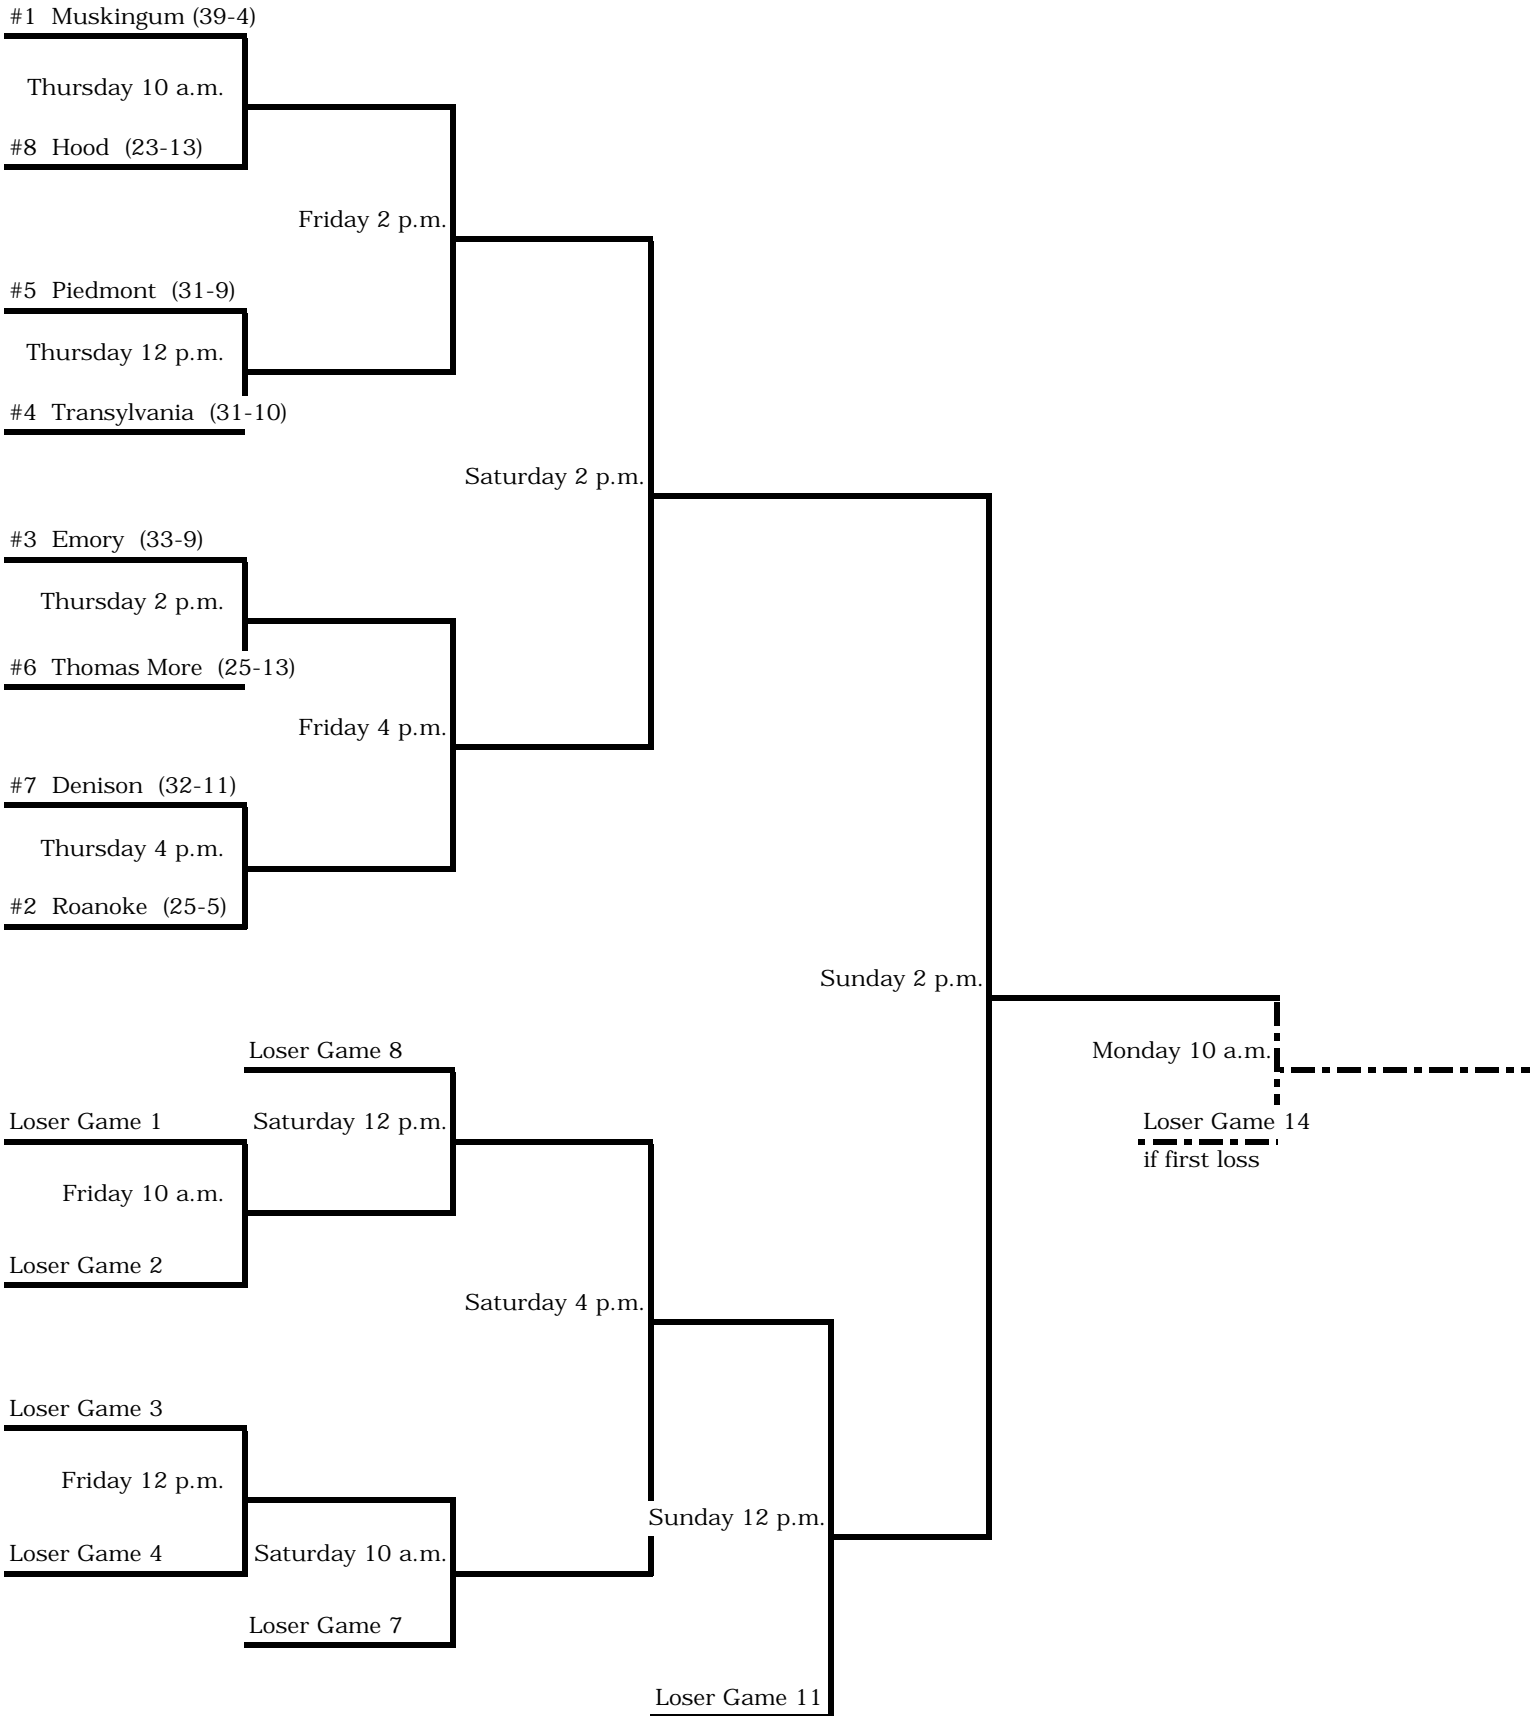 #1 Muskingum (39-4)
Thursday 10 a.m.
#8 Hood (23-13)
Friday 2 p.m.
#5 Piedmont (31-9)
Thursday 12 p.m.
#4 Transylvania (31-10)
Saturday 2 p.m.
#3 Emory (33-9)
Thursday 2 p.m.
#6 Thomas More (25-13)
Friday 4 p.m.
#7 Denison (32-11)
Thursday 4 p.m.
#2 Roanoke (25-5)
Sunday 2 p.m.
Loser Game 8
Monday 10 a.m.
Loser Game 1
Saturday 12 p.m.
Loser Game 14
if first loss
Friday 10 a.m.
Loser Game 2
Saturday 4 p.m.
Loser Game 3
Friday 12 p.m.
Sunday 12 p.m.
Loser Game 4
Saturday 10 a.m.
Loser Game 7
Loser Game 11